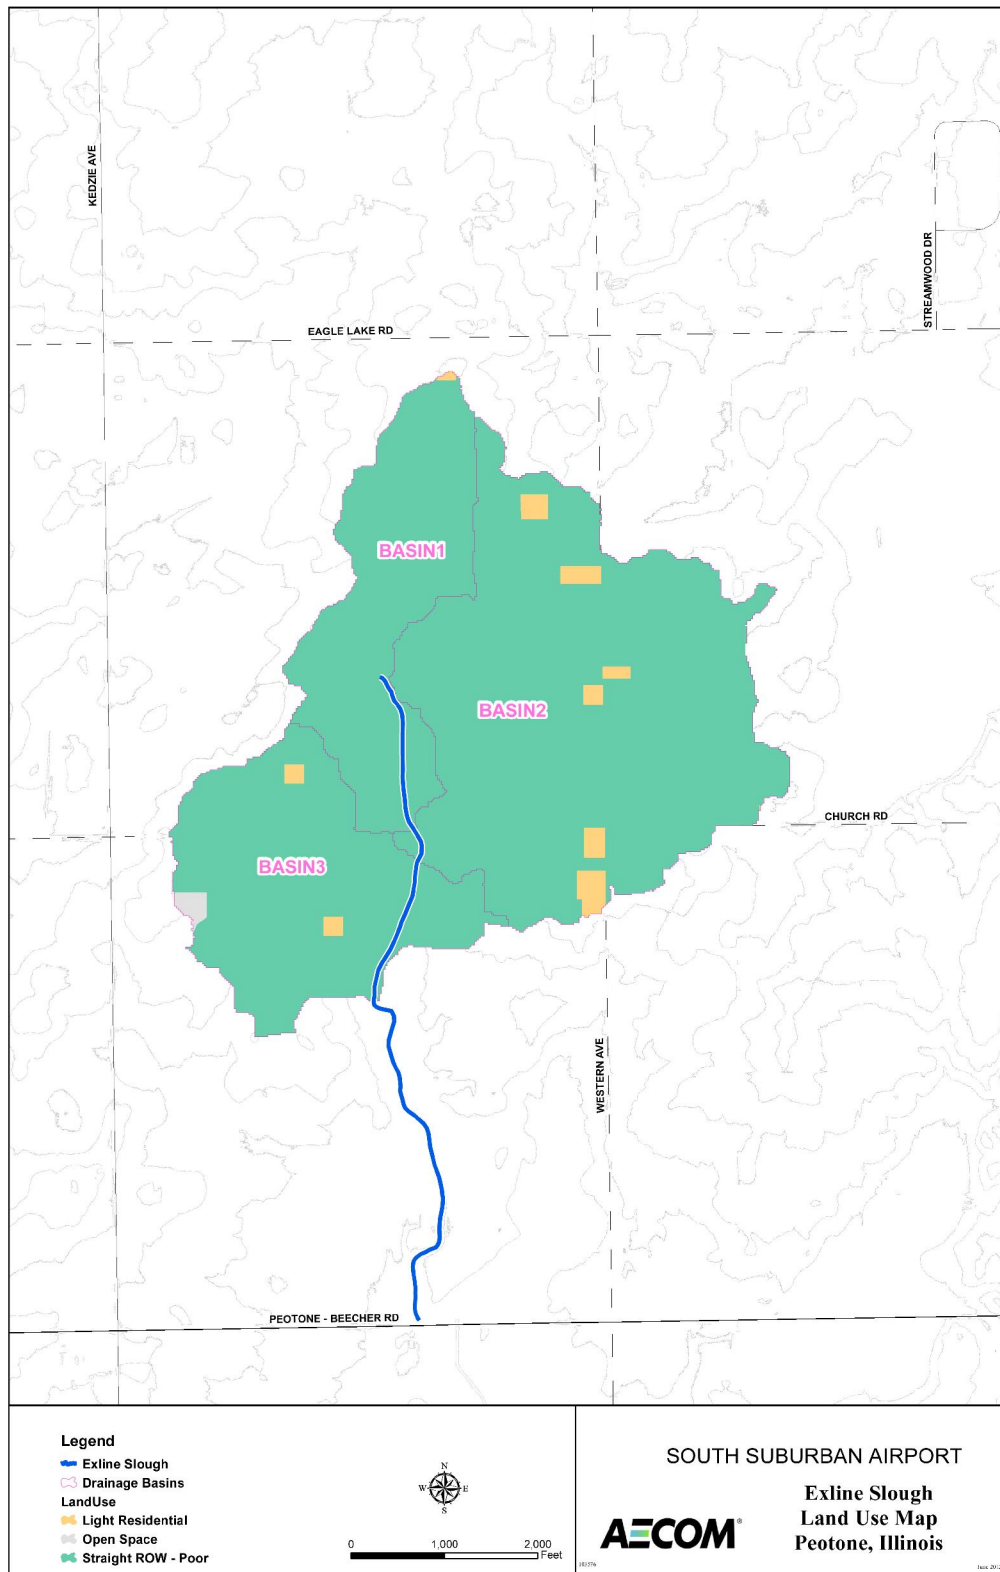 KEDZIE AVE
STREAMWOOD DR
EAGLE LAKE RD
BASIN1
BASIN2
CHURCH RD
BASIN3
WESTERN AVE
PEOTONE - BEECHER RD
Legend
Exline Slough
Drainage Basins
LandUse
Light Residential
Open Space
Straight ROW - Poor
N
W E
S
0 1,000 2,000
Feet
SOUTH SUBURBAN AIRPORT
AECOM
Exline Slough
Land Use Map
Peotone, Illinois